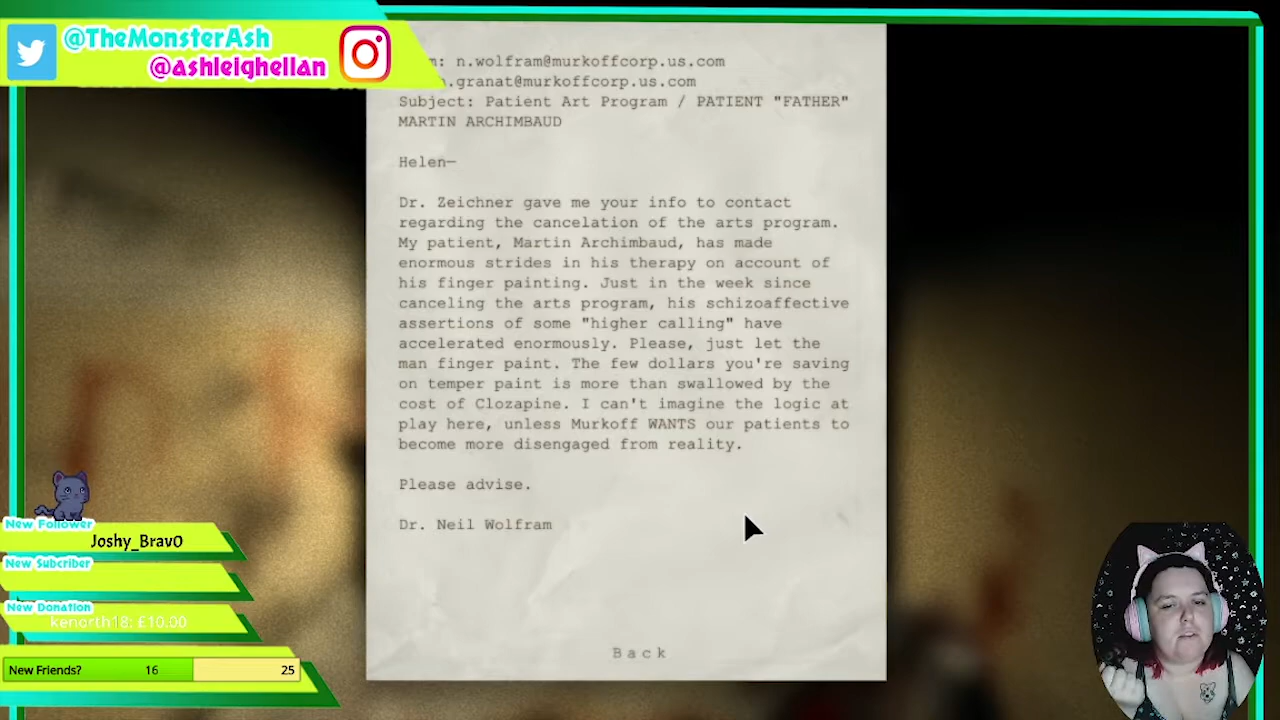 @TheMonsterAsh
@ashleighellan
n.wolfram@murkoffcorp.us.com
.granat@murkoffcorp.us.com
Subject: Patient Art Program / PATIENT "FATHER"
MARTIN ARCHIMBAUD
Helen—
Dr. Zeichner gave me your info to contact
regarding the cancelation of the arts program.
My patient, Martin Archimbaud, has made
enormous strides in his therapy on account of
his finger painting. Just in the week since
canceling the arts program, his schizoaffective
assertions of some "higher calling" have
accelerated enormously. Please, just let the
man finger paint. The few dollars you're saving
on temper paint is more than swallowed by the
cost of Clozapine. I can't imagine the logic at
play here, unless Murkoff WANTS our patients to
become more disengaged from reality.
Please advise.
Dr. Neil Wolfram
Back
New Follower
Joshy_Brav0
New Subcriber
New Donation
kenorth18: £10.00
New Friends? 16 25